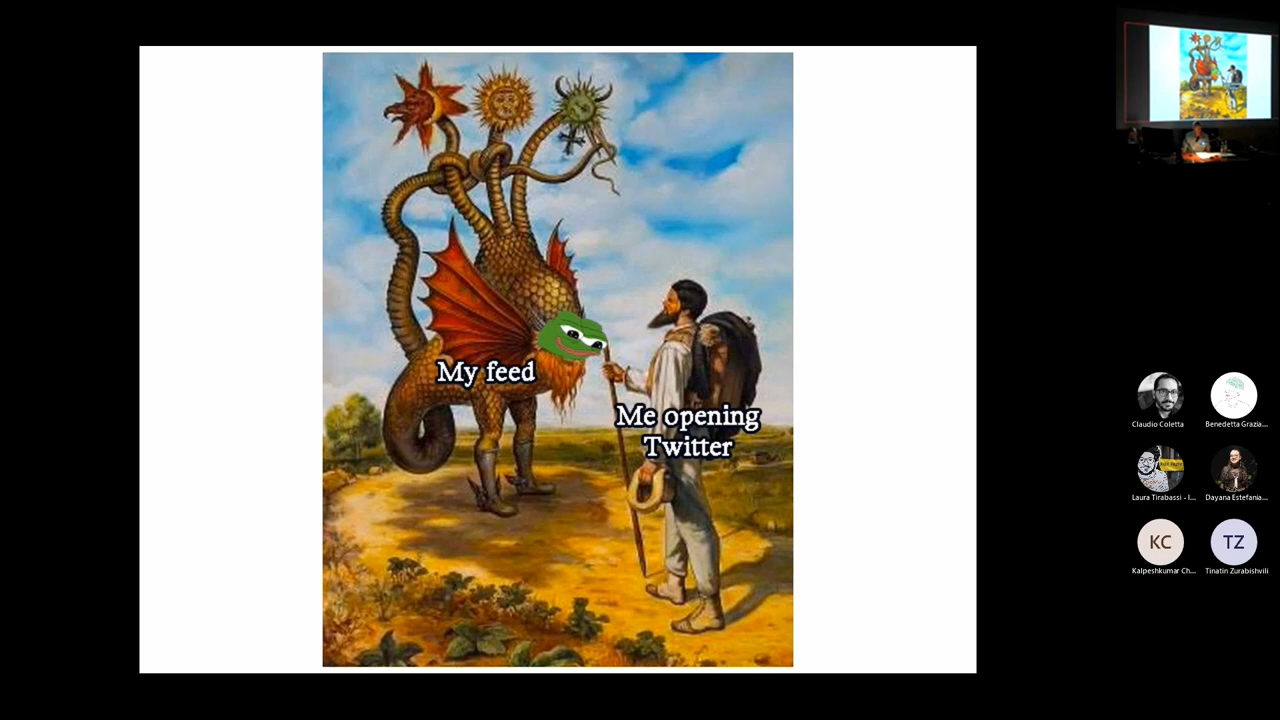 My feed
Me opening
Twitter
Claudio Coletta
Benedetta Grazia...
Laura Tirabassi - I...
Dayana Estefania...
KC
TZ
Kalpeshkumar Ch...
Tinatin Zurabishvili